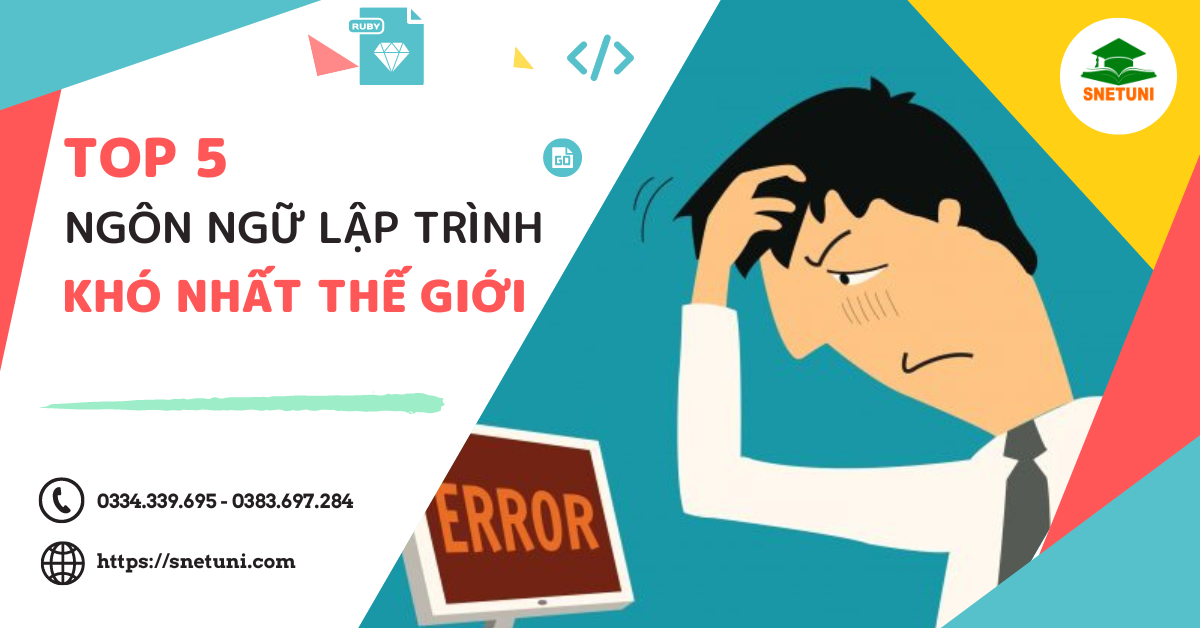 RUBY
SNETUNI
TOP 5
GO
NGÔN NGỮ LẬP TRÌNH
KHÓ NHẤT THẾ GIỚI
ERROR
0334.339.695 - 0383.697.284
https://snetuni.com